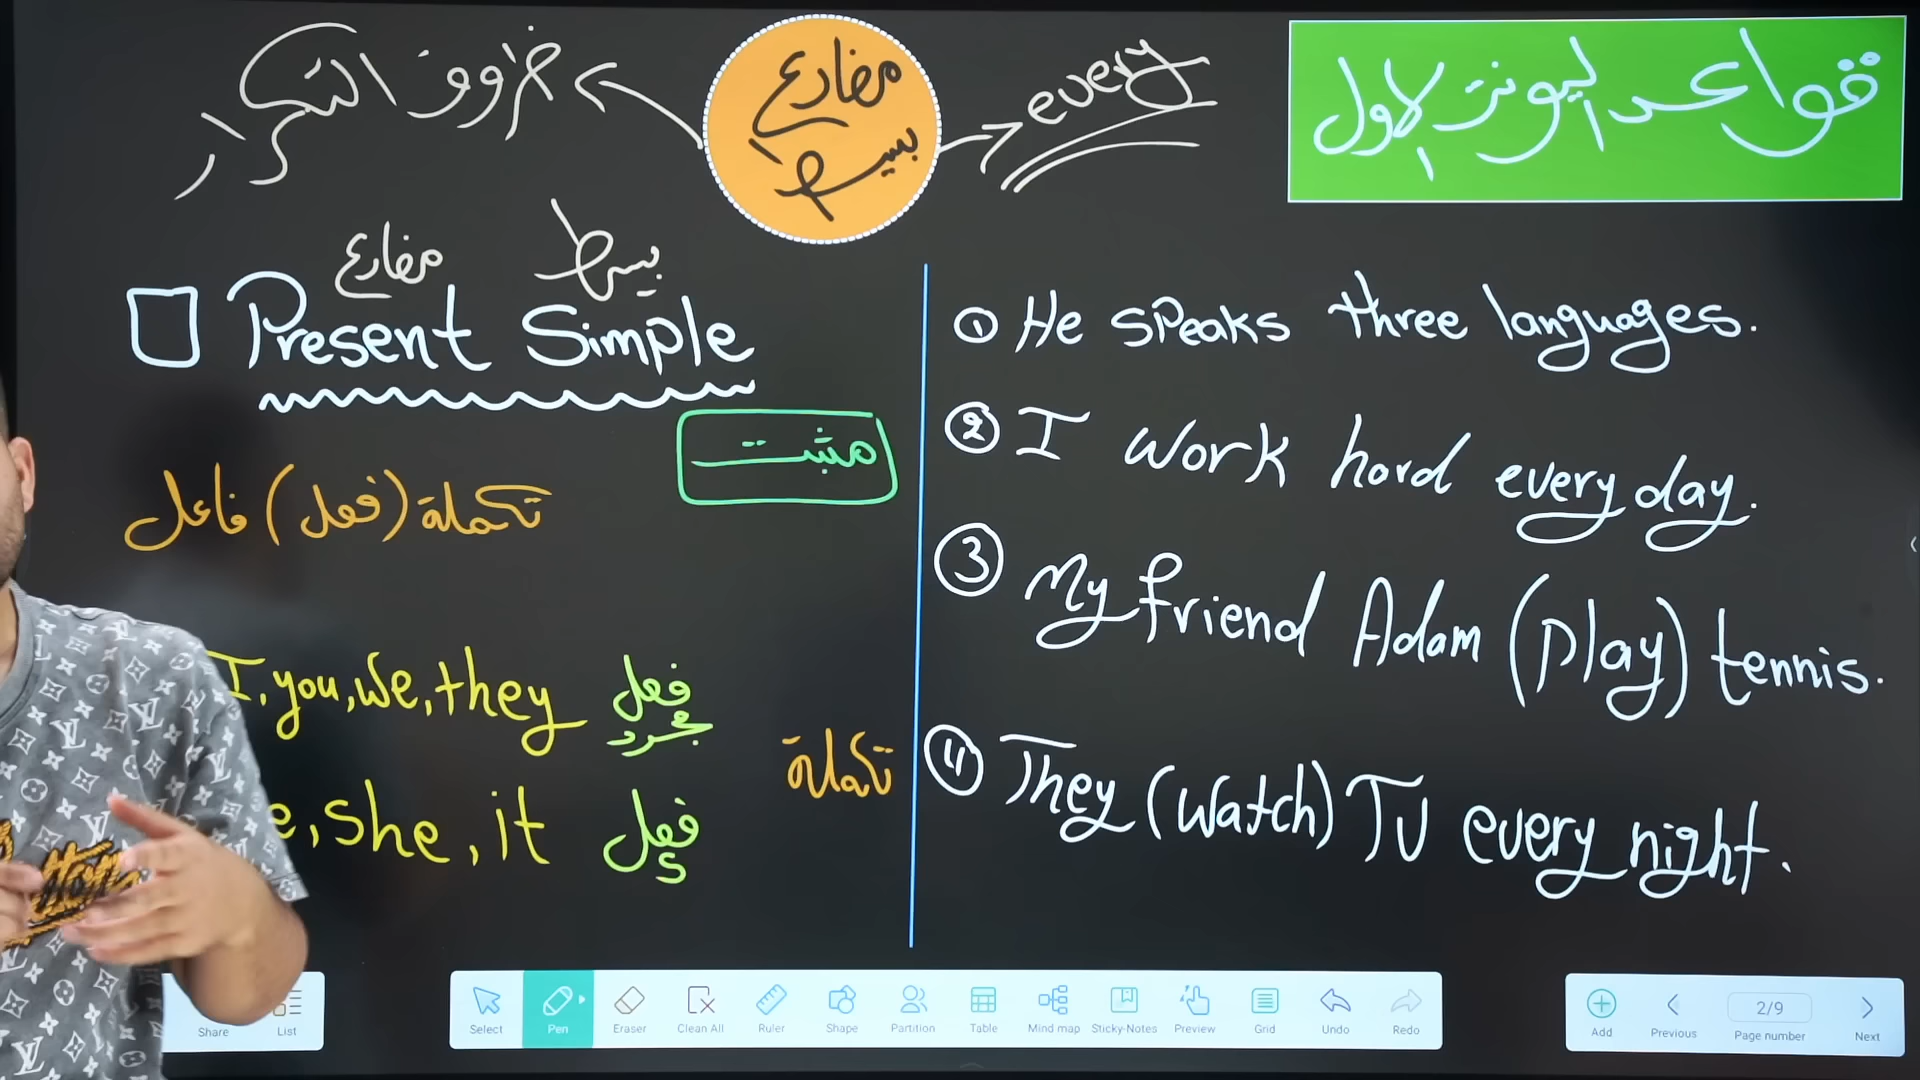 قواعد اليونت الاول
every
مضارع
بسيط
ظروف التكرار
مضارع بسيط
Present Simple
مثبت
فاعل (فعل) تكملة
I, you, we, they فعل مجرد
e, she, it فعل s
تكملة
① He speaks three languages.
② I work hard every day.
③ My friend Adam (play) tennis.
④ They (watch) TV every night.
Share
List
Select
Pen
Eraser
Clean All
Ruler
Shape
Partition
Table
Mind map
Sticky-Notes
Preview
Grid
Undo
Redo
Add
Previous
2/9
Page number
Next